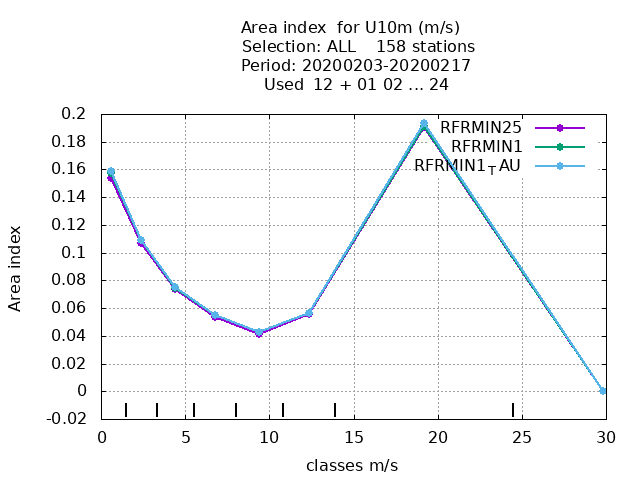 Area index  for U10m (m/s)
Selection: ALL    158 stations
Period: 20200203-20200217
Used  12 + 01 02 ... 24
RFRMIN25
RFRMIN1
RFRMIN1TAU
0.2
0.18
0.16
0.14
0.12
0.1
0.08
0.06
0.04
0.02
0
-0.02
Area index
0 5 10 15 20 25 30
classes m/s